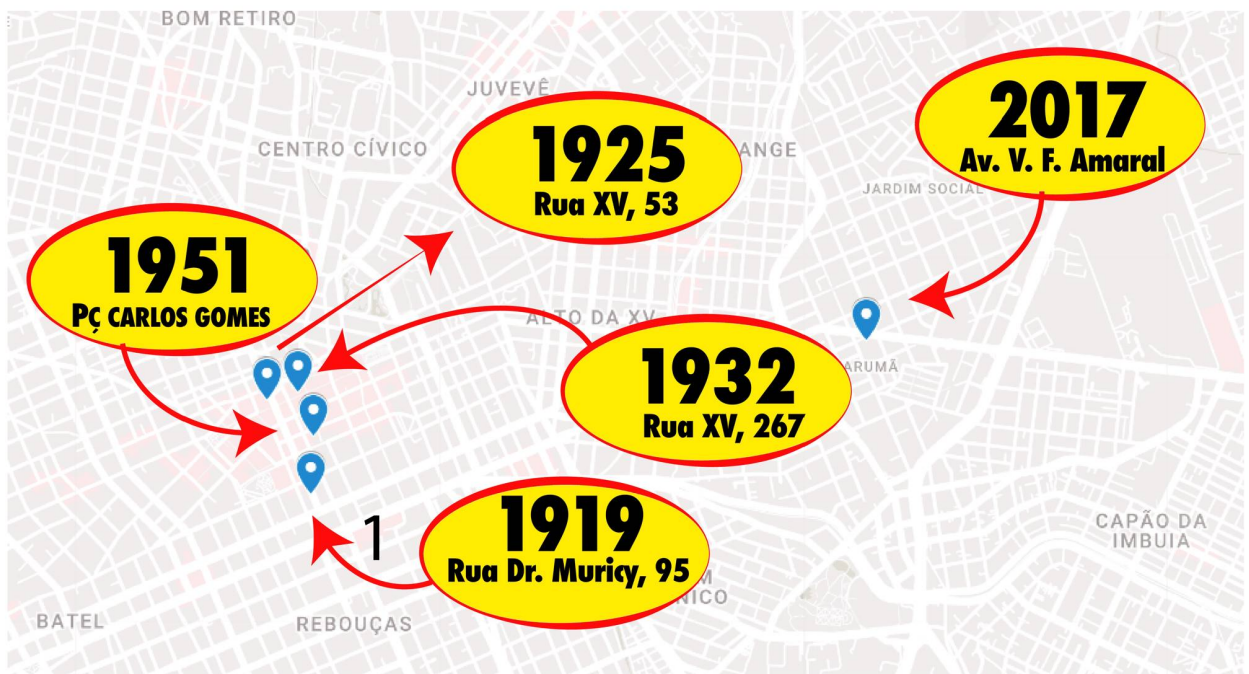 BOM RETIRO
JUVEVÊ
CENTRO CÍVICO
1925
Rua XV, 53
ANGE
2017
Av. V. F. Amaral
JARDIM SOCIAL
1951
Pç CARLOS GOMES
ALTO DA XV
1932
Rua XV, 267
ARUMÃ
1919
Rua Dr. Muricy, 95
1
M
NICO
CAPÃO DA
IMBUIA
BATEL
REBOUÇAS